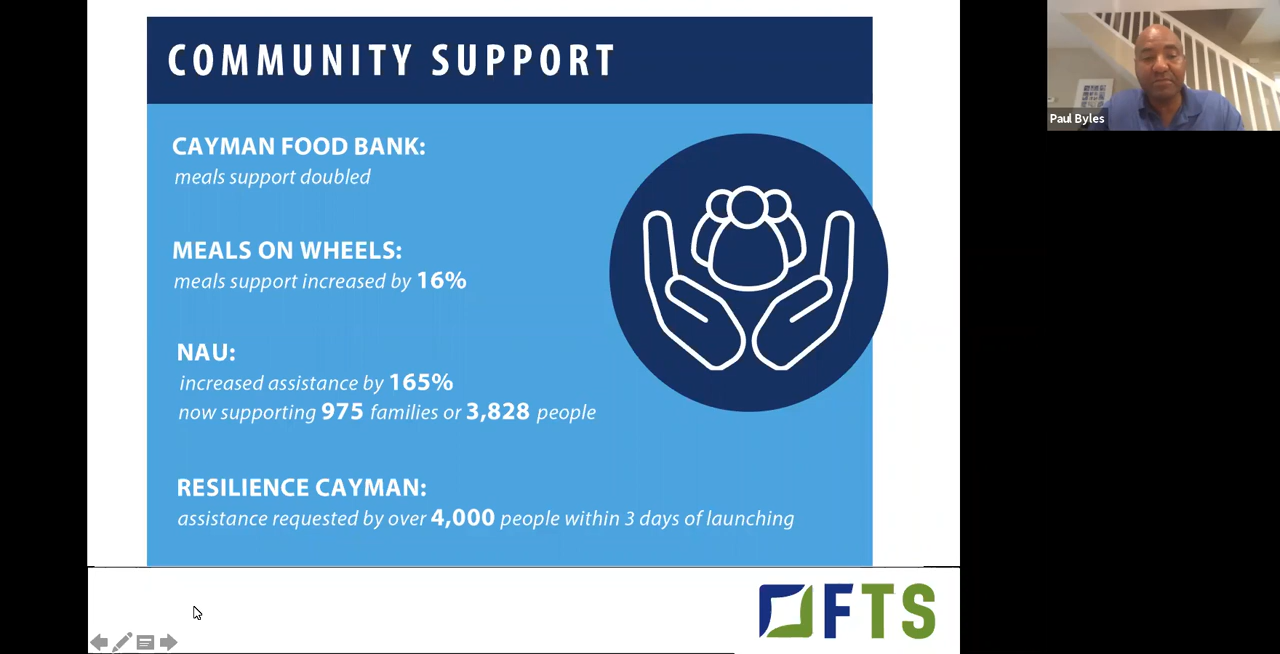 COMMUNITY SUPPORT
CAYMAN FOOD BANK:
meals support doubled
MEALS ON WHEELS:
meals support increased by 16%
NAU:
increased assistance by 165%
now supporting 975 families or 3,828 people
RESILIENCE CAYMAN:
assistance requested by over 4,000 people within 3 days of launching
FTS
Paul Byles